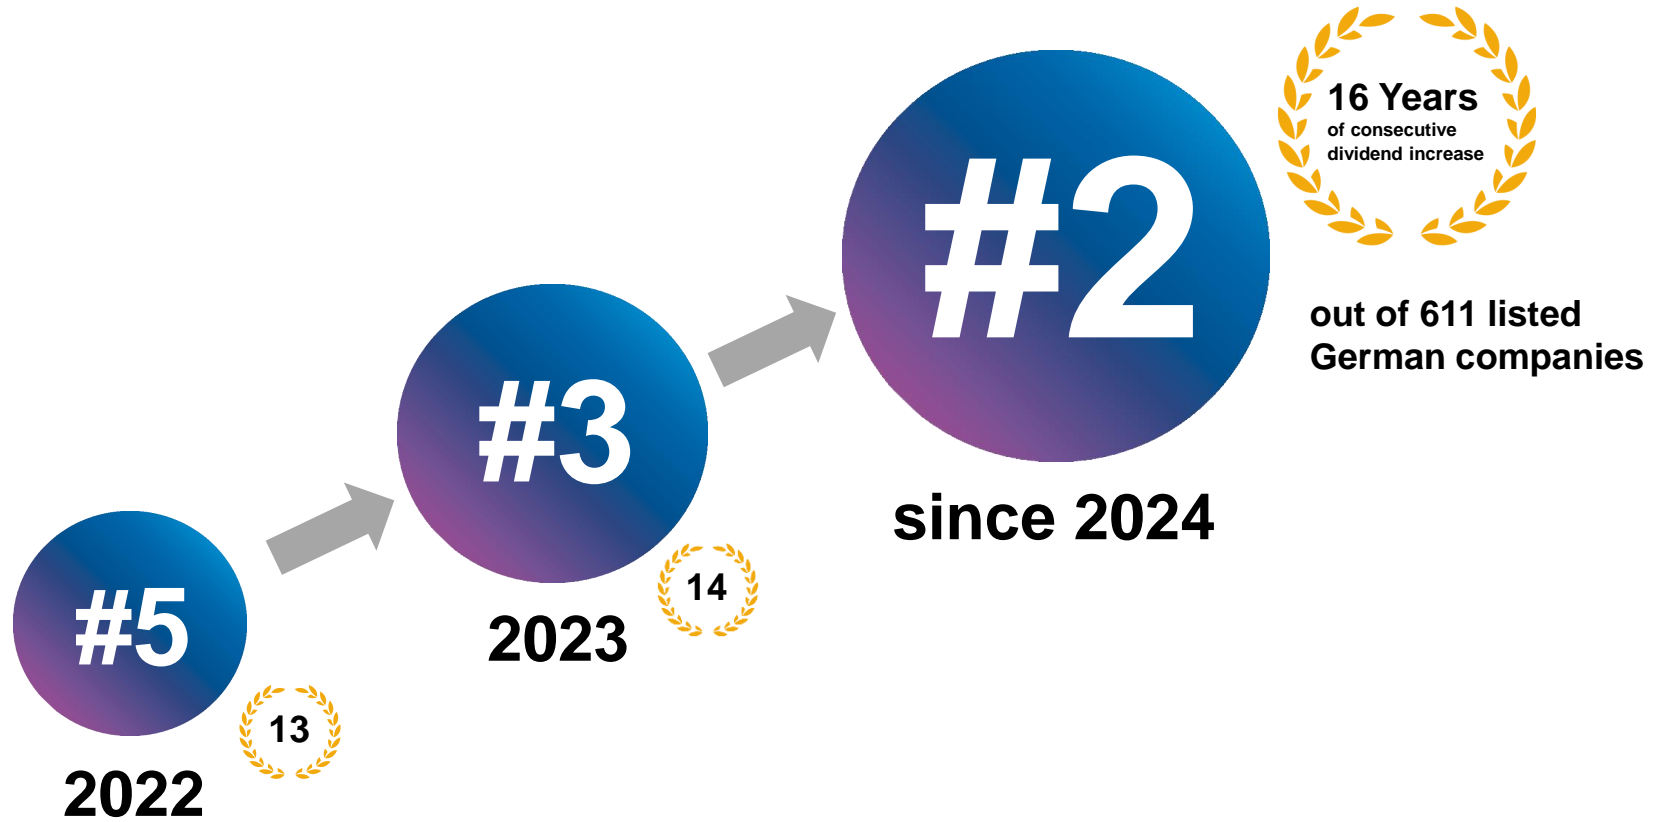 #5
13
2022
#3
14
2023
#2
since 2024
16 Years
of consecutive
dividend increase
out of 611 listed
German companies